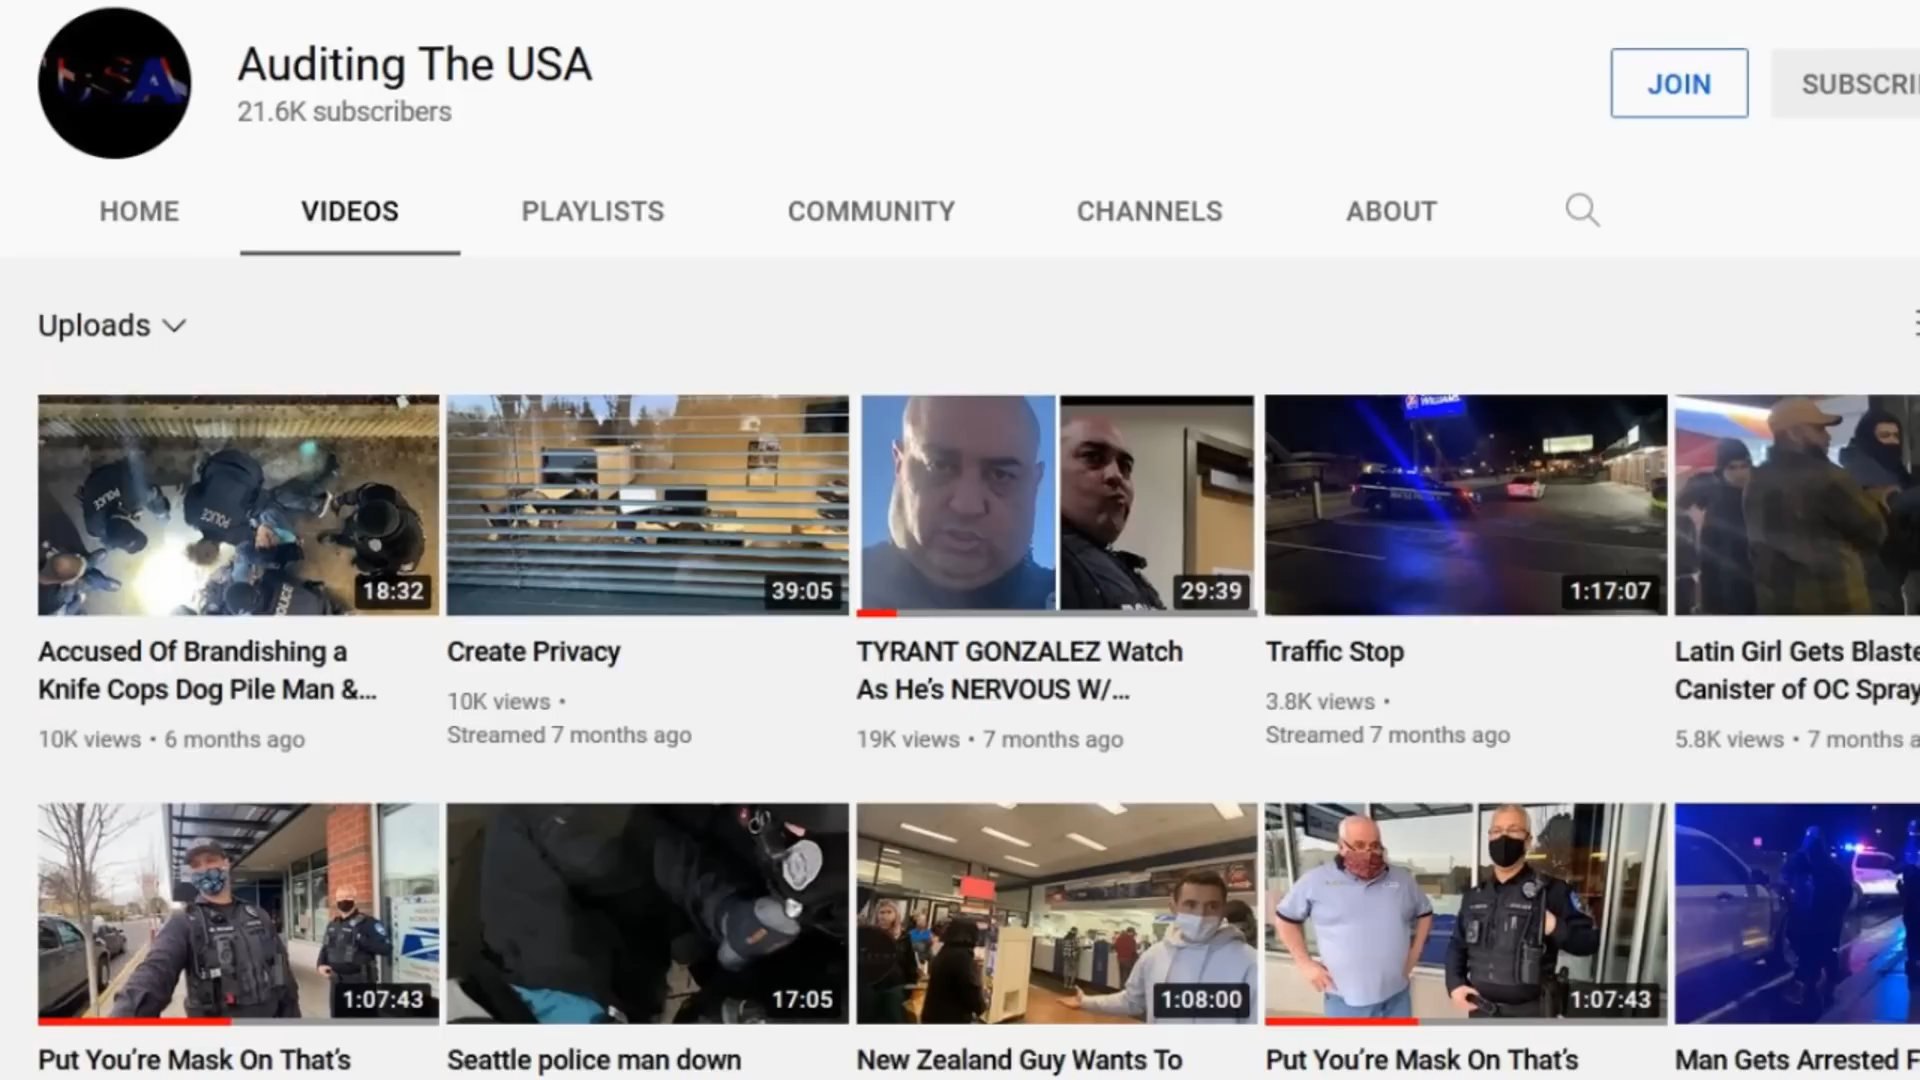 USA
Auditing The USA
21.6K subscribers
JOIN
SUBSCRI
HOME
VIDEOS
PLAYLISTS
COMMUNITY
CHANNELS
ABOUT
Uploads
POLICE
POLICE
18:32
39:05
29:39
1:17:07
Accused Of Brandishing a
Knife Cops Dog Pile Man &...
10K views • 6 months ago
Create Privacy
10K views •
Streamed 7 months ago
TYRANT GONZALEZ Watch
As He's NERVOUS W/...
19K views • 7 months ago
Traffic Stop
3.8K views •
Streamed 7 months ago
Latin Girl Gets Blaste
Canister of OC Spray
5.8K views • 7 months a
1:07:43
17:05
1:08:00
1:07:43
Put You're Mask On That's
Seattle police man down
New Zealand Guy Wants To
Put You're Mask On That's
Man Gets Arrested F